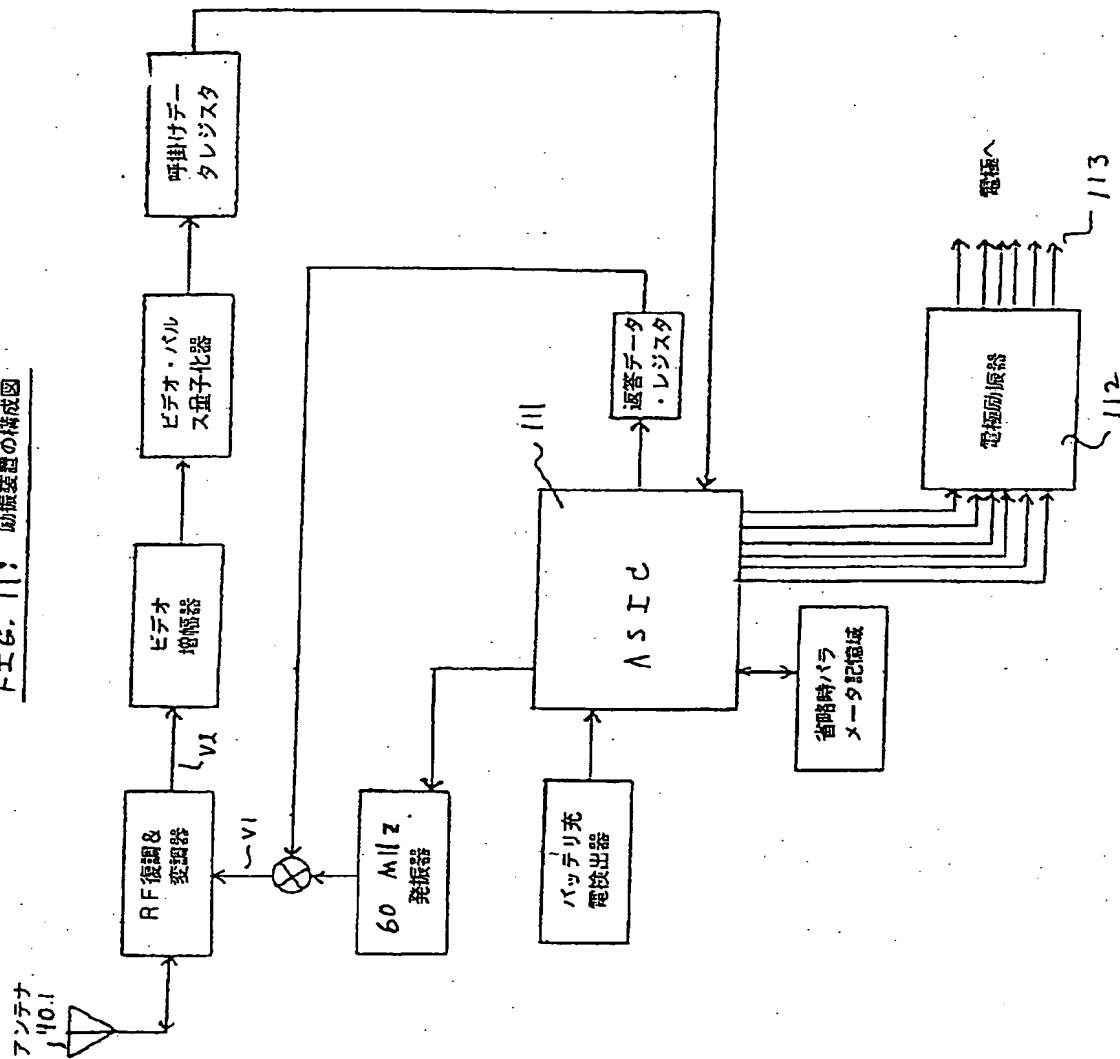 FIG. 11: 励振装置の構成図
アンテナ
40.1
RF復調&
変調器
V2
ビデオ
増幅器
ビデオ・パル
ス量子化器
呼掛けデー
タレジスタ
V1
60 MHz
発振器
バッテリ充
電検出器
ASIC
111
返答データ
・レジスタ
省略時パラ
メータ記憶域
電極励振器
112
電極へ
113